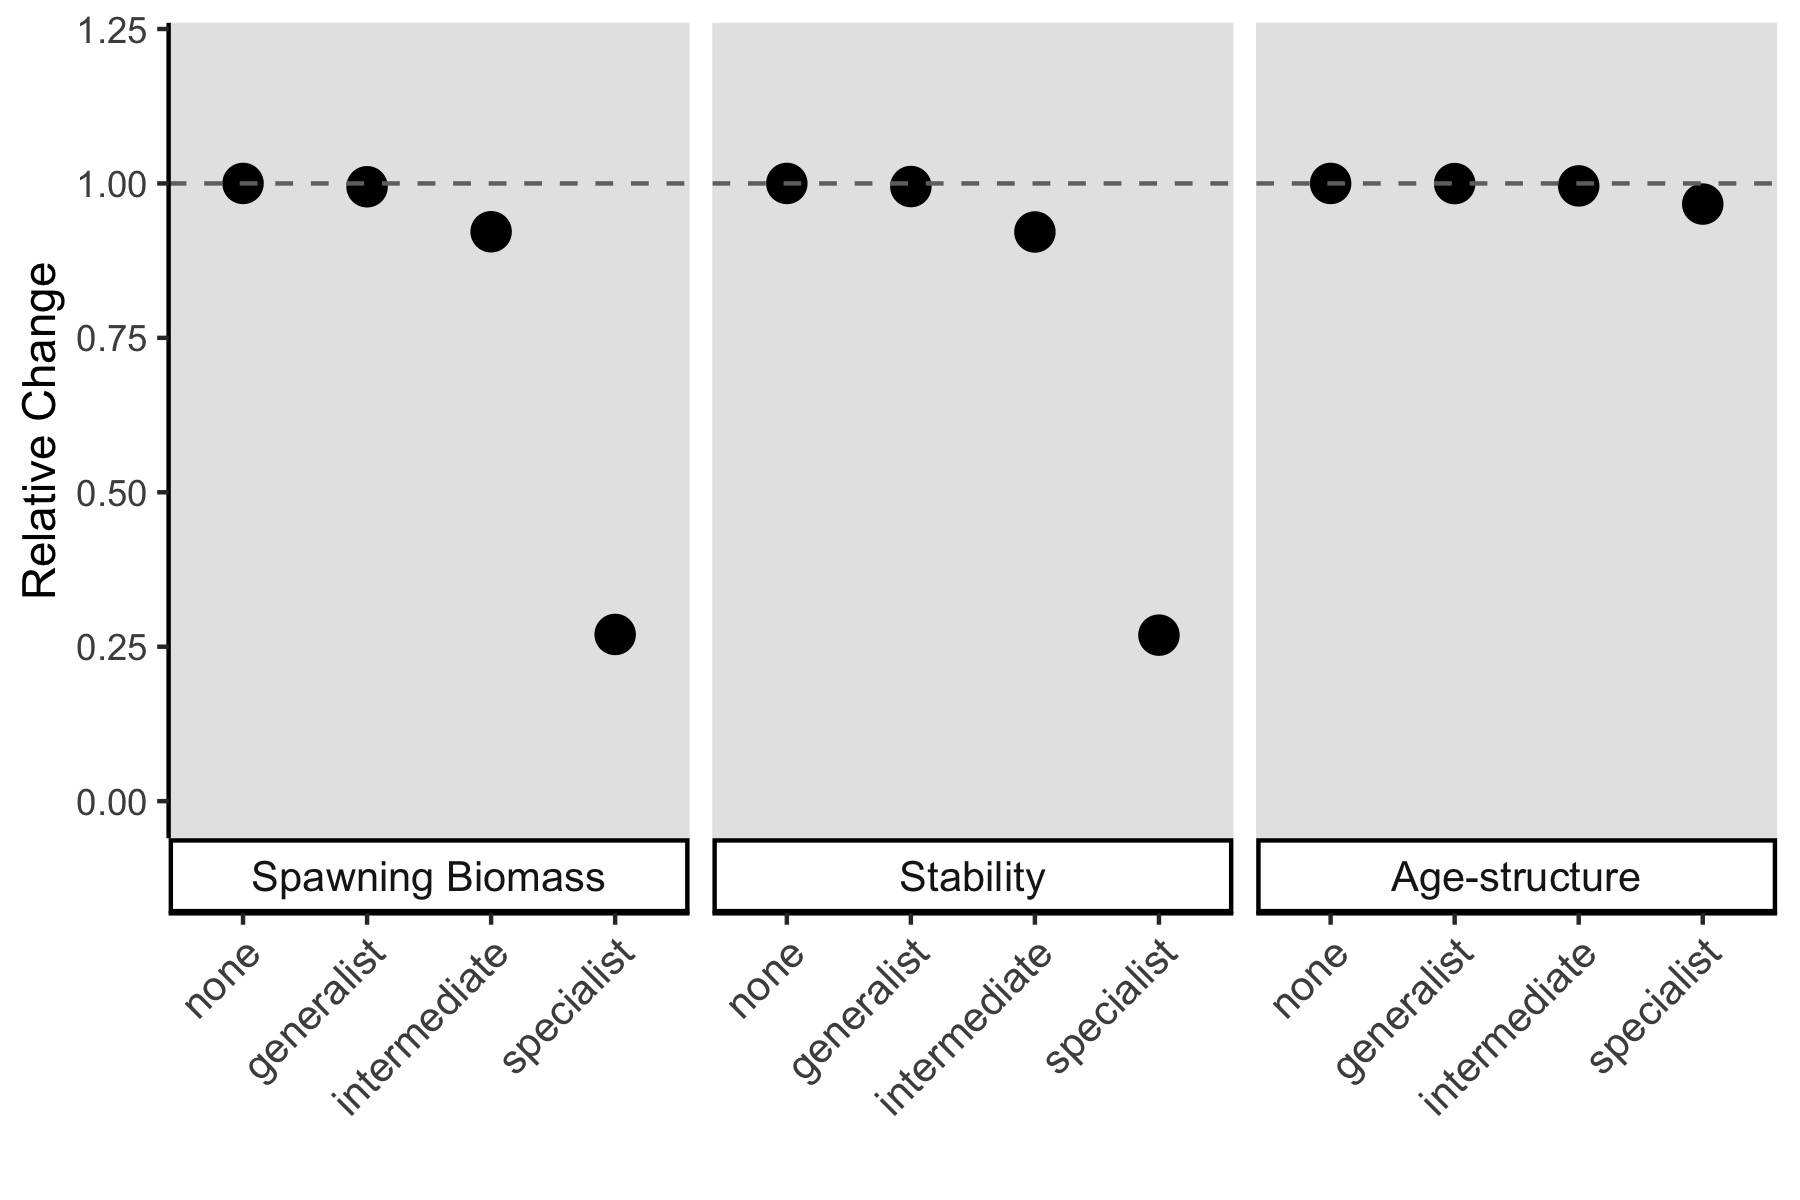 Relative Change
1.25
1.00
0.75
0.50
0.25
0.00
Spawning Biomass
Stability
Age-structure
none
generalist
intermediate
specialist
none
generalist
intermediate
specialist
none
generalist
intermediate
specialist